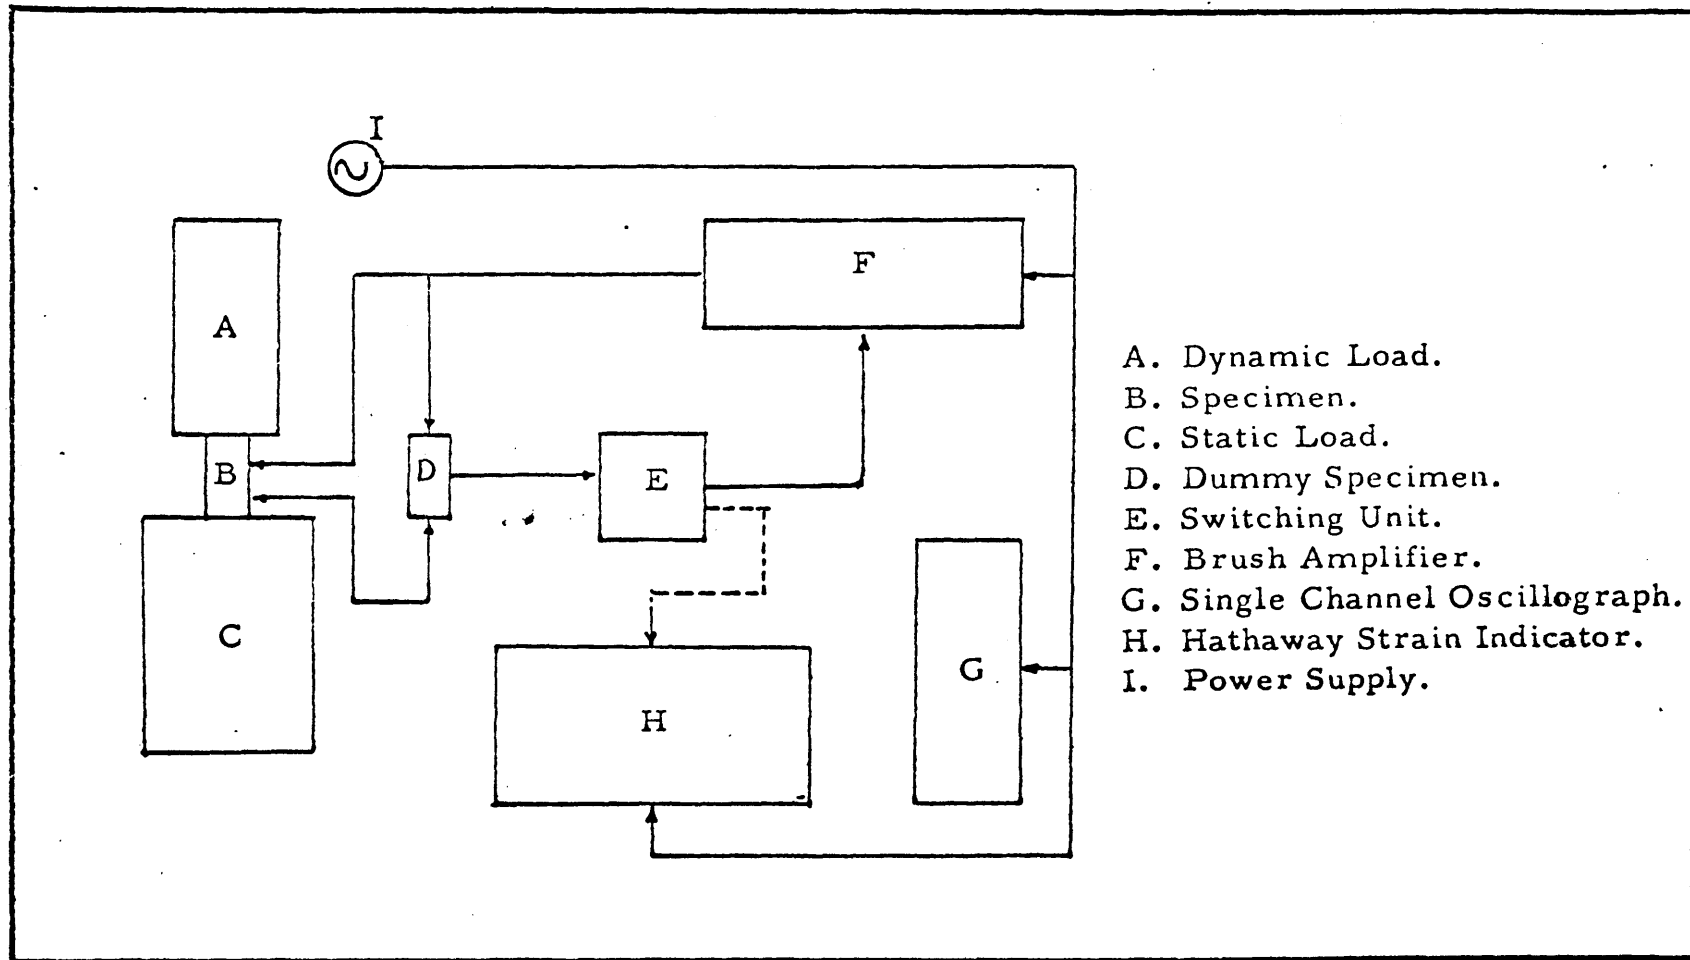 I
F
A
B
D
E
C
G
H
A. Dynamic Load.
B. Specimen.
C. Static Load.
D. Dummy Specimen.
E. Switching Unit.
F. Brush Amplifier.
G. Single Channel Oscillograph.
H. Hathaway Strain Indicator.
I. Power Supply.